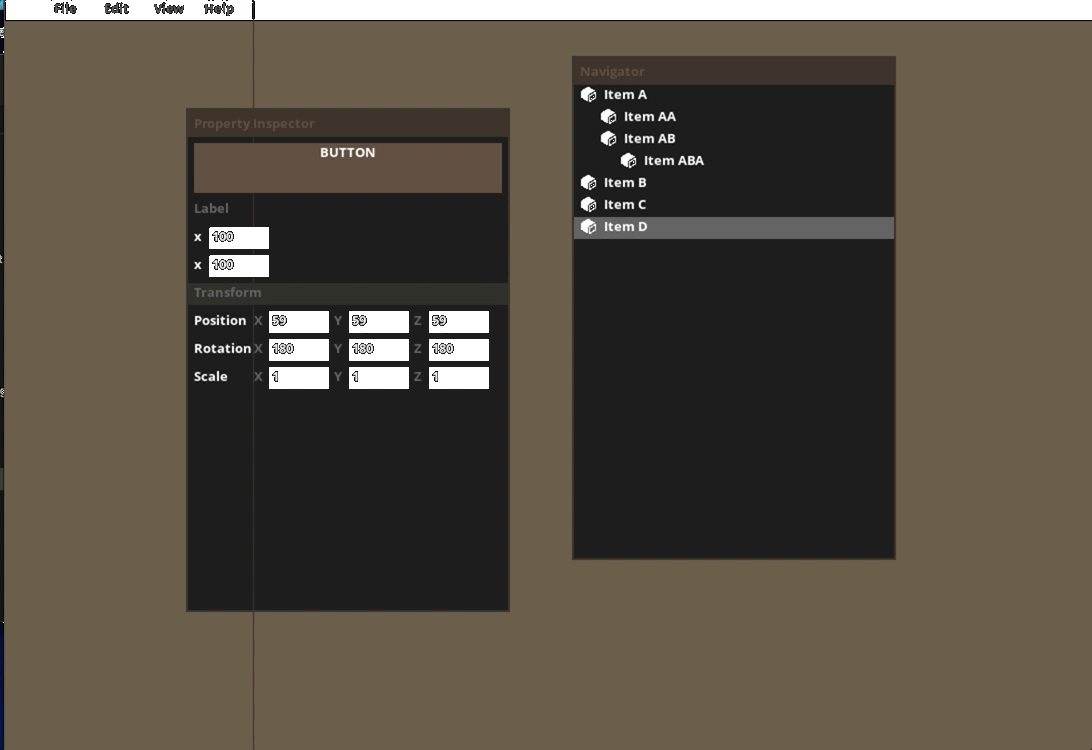 File Edit View Help
Property Inspector
BUTTON
Label
x 100
x 100
Transform
Position X 59 Y 59 Z 59
Rotation X 180 Y 180 Z 180
Scale X 1 Y 1 Z 1
Navigator
Item A
Item AA
Item AB
Item ABA
Item B
Item C
Item D